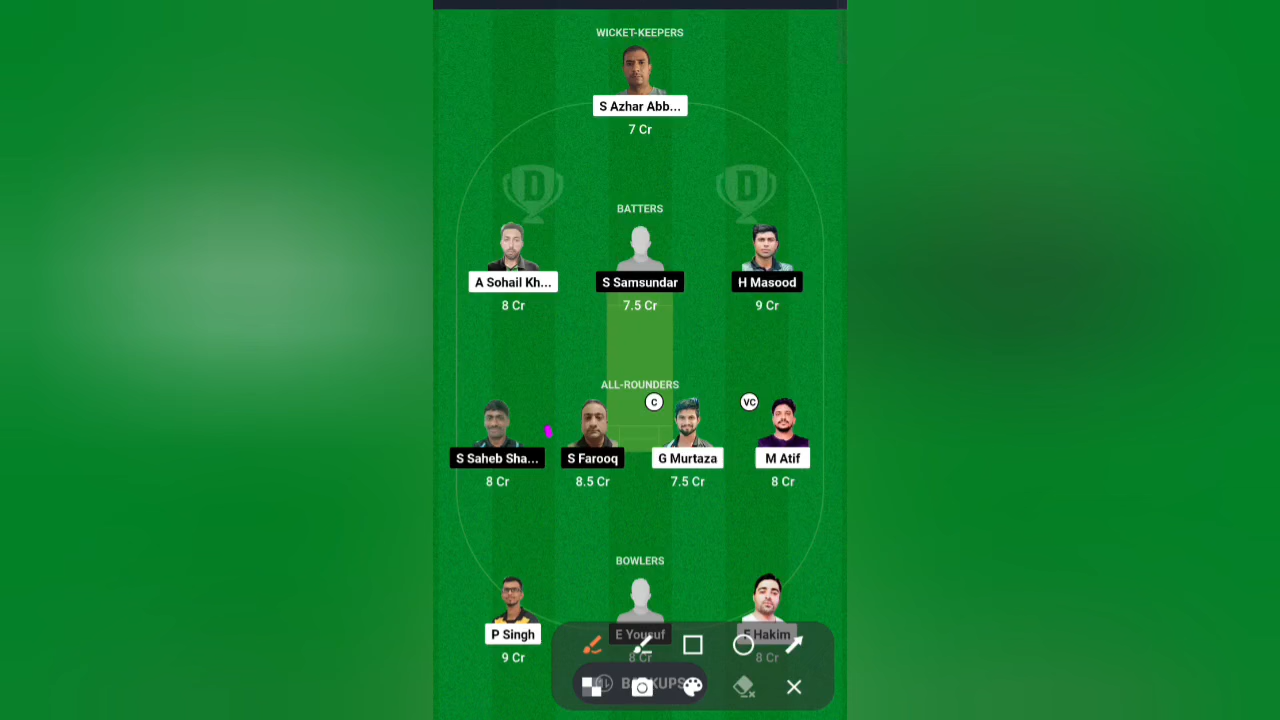 WICKET-KEEPERS
S Azhar Abb...
7 Cr
D D
BATTERS
A Sohail Kh... S Samsundar H Masood
8 Cr 7.5 Cr 9 Cr
ALL-ROUNDERS
C VC
S Saheb Sha... S Farooq G Murtaza M Atif
8 Cr 8.5 Cr 7.5 Cr 8 Cr
BOWLERS
P Singh E Yousuf F Hakim
9 Cr 8 Cr 8 Cr
BACKUPS